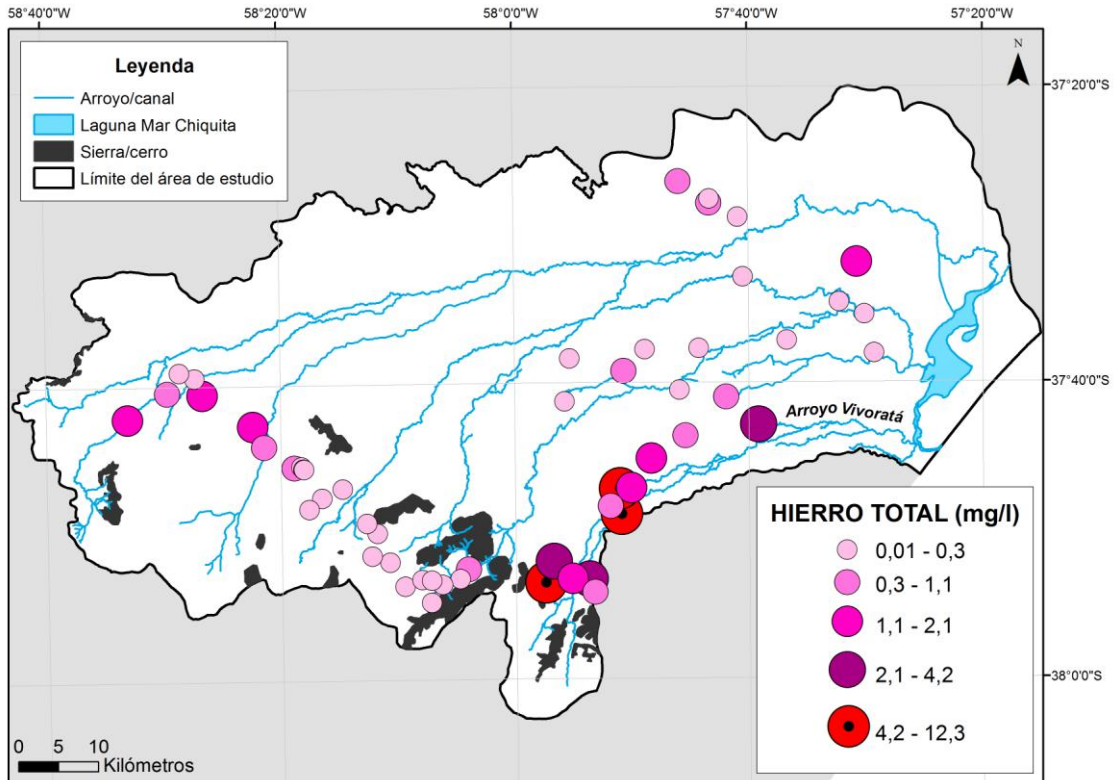 58°40'0"W 58°20'0"W 58°0'0"W 57°40'0"W 57°20'0"W
Leyenda
Arroyo/canal
Laguna Mar Chiquita
Sierra/cerro
Límite del área de estudio
N
37°20'0"S
37°40'0"S
Arroyo Vivoratá
HIERRO TOTAL (mg/l)
0,01 - 0,3
0,3 - 1,1
1,1 - 2,1
2,1 - 4,2
4,2 - 12,3
38°0'0"S
0 5 10
Kilómetros